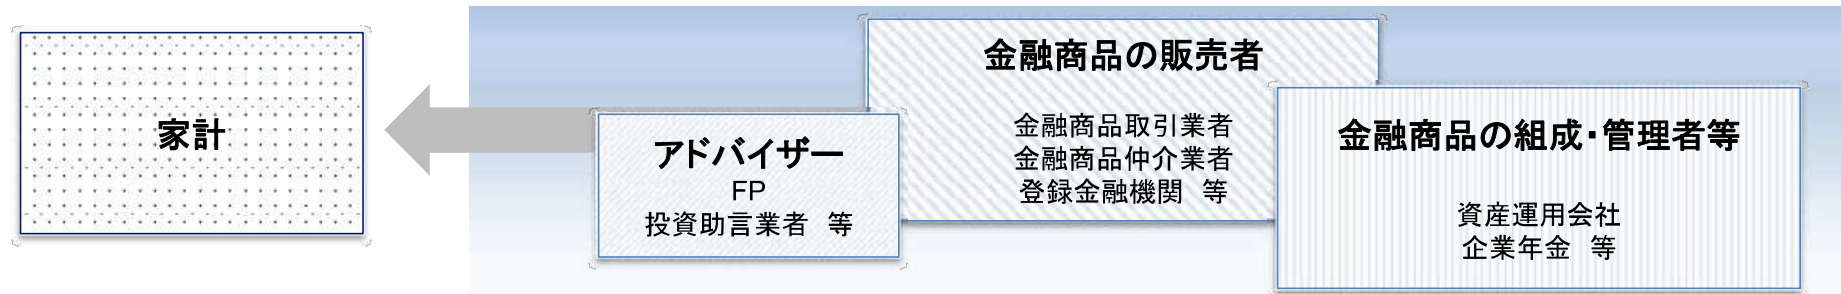 家計
アドバイザー
FP
投資助言業者　等
金融商品の販売者
金融商品取引業者
金融商品仲介業者
登録金融機関　等
金融商品の組成・管理者等
資産運用会社
企業年金　等